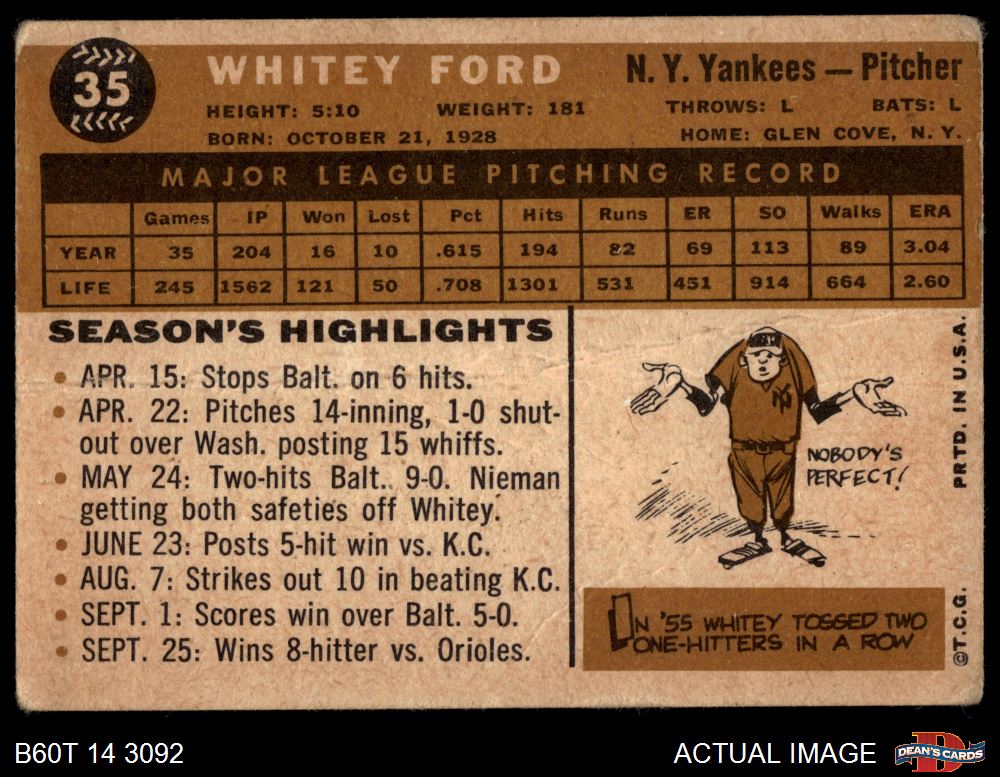 35
WHITEY FORD
N. Y. Yankees — Pitcher
HEIGHT: 5:10 WEIGHT: 181 THROWS: L BATS: L
BORN: OCTOBER 21, 1928 HOME: GLEN COVE, N. Y.
MAJOR LEAGUE PITCHING RECORD
Games IP Won Lost Pct Hits Runs ER SO Walks ERA
YEAR 35 204 16 10 .615 194 82 69 113 89 3.04
LIFE 245 1562 121 50 .708 1301 531 451 914 664 2.60
SEASON'S HIGHLIGHTS
• APR. 15: Stops Balt. on 6 hits.
• APR. 22: Pitches 14-inning, 1-0 shut-
out over Wash. posting 15 whiffs.
• MAY 24: Two-hits Balt. 9-0. Nieman
getting both safeties off Whitey.
• JUNE 23: Posts 5-hit win vs. K.C.
• AUG. 7: Strikes out 10 in beating K.C.
• SEPT. 1: Scores win over Balt. 5-0.
• SEPT. 25: Wins 8-hitter vs. Orioles.
NY
NOBODY'S
PERFECT!
IN '55 WHITEY TOSSED TWO
ONE-HITTERS IN A ROW
©T.C.G. PRTD. IN U.S.A.
B60T 14 3092
ACTUAL IMAGE
D
DEAN'S CARDS